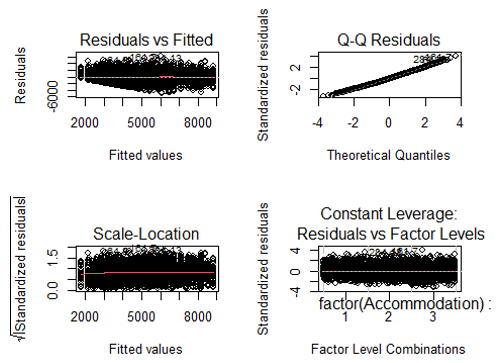 Residuals vs Fitted
Residuals
-6000
2000 4000 6000 8000
Fitted values
Q-Q Residuals
Standardized residuals
-2 2
-4 -2 0 2 4
Theoretical Quantiles
Scale-Location
√|Standardized residuals
0.0 1.5
2000 4000 6000 8000
Fitted values
Constant Leverage:
Residuals vs Factor Levels
Standardized residuals
-4 0 4
factor(Accommodation) :
1 2 3
Factor Level Combinations